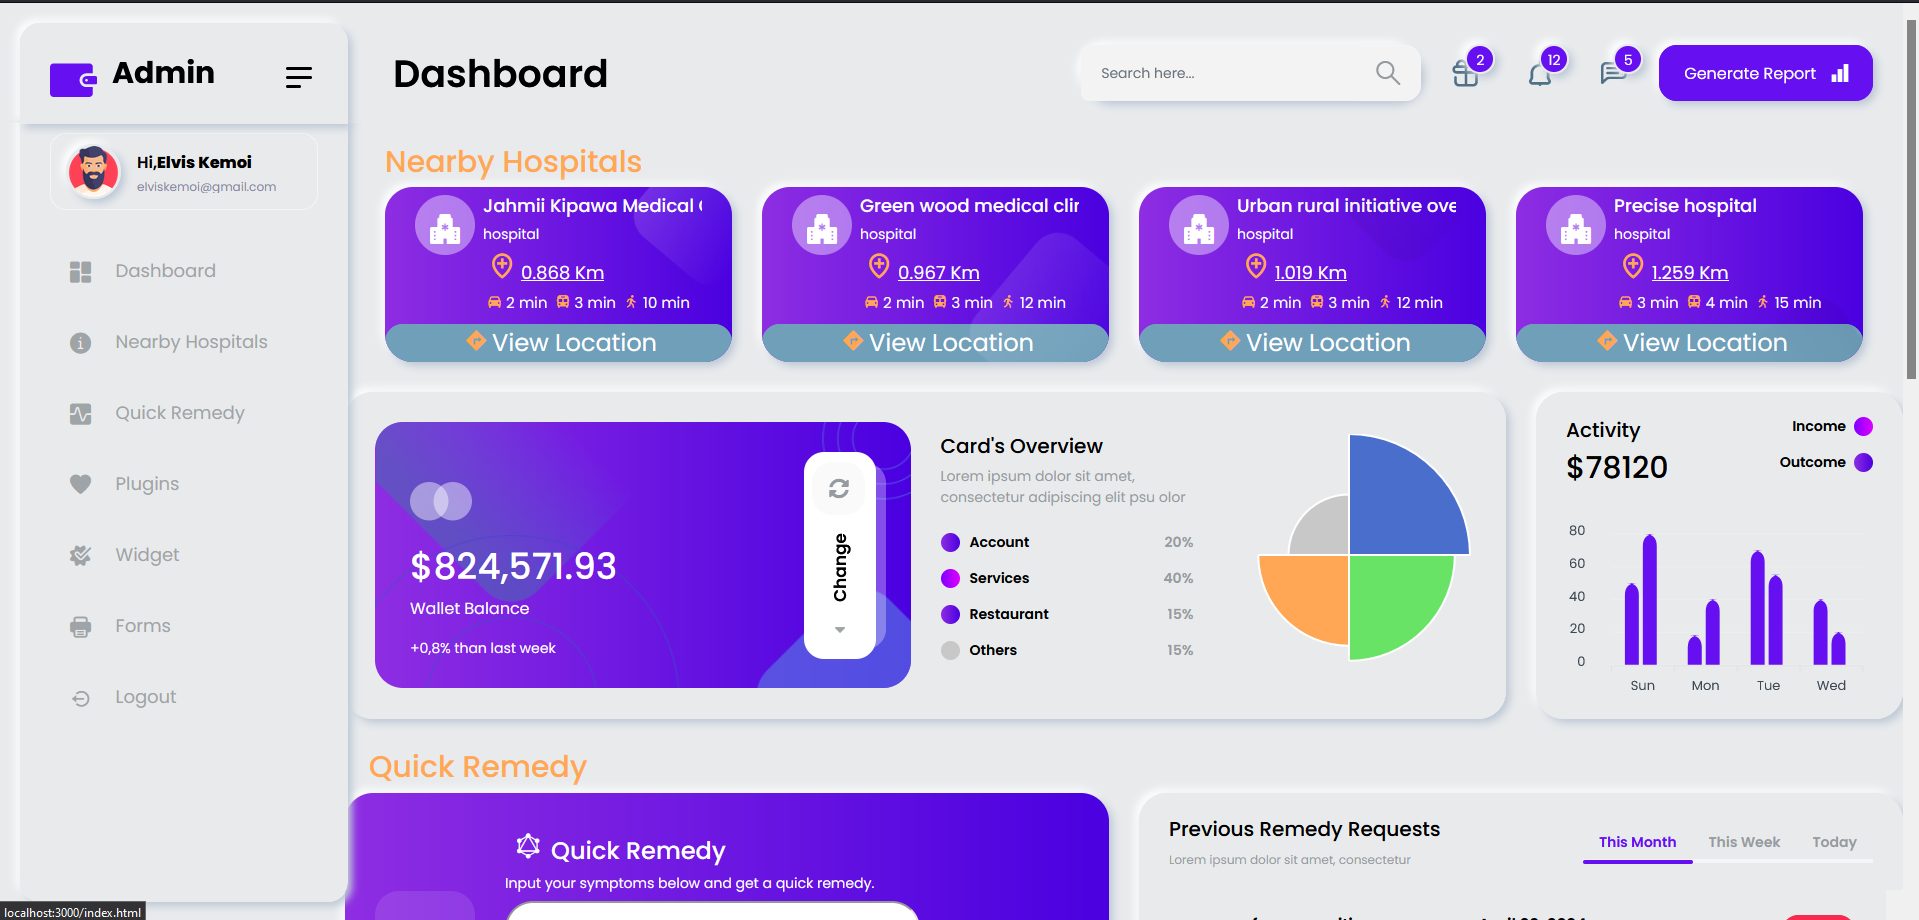 Admin
Hi,Elvis Kemoi
elviskemoi@gmail.com
Dashboard
Nearby Hospitals
Quick Remedy
Plugins
Widget
Forms
Logout
Dashboard
Search here...
2
12
5
Generate Report
Nearby Hospitals
Jahmii Kipawa Medical
hospital
0.868 Km
2 min 3 min 10 min
View Location
Green wood medical clin
hospital
0.967 Km
2 min 3 min 12 min
View Location
Urban rural initiative ove
hospital
1.019 Km
2 min 3 min 12 min
View Location
Precise hospital
hospital
1.259 Km
3 min 4 min 15 min
View Location
$824,571.93
Wallet Balance
+0,8% than last week
Change
Card's Overview
Lorem ipsum dolor sit amet,
consectetur adipiscing elit psu olor
Account 20%
Services 40%
Restaurant 15%
Others 15%
Activity
$78120
Income
Outcome
80
60
40
20
0
Sun Mon Tue Wed
Quick Remedy
Quick Remedy
Input your symptoms below and get a quick remedy.
Previous Remedy Requests
Lorem ipsum dolor sit amet, consectetur
This Month This Week Today
localhost:3000/index.html